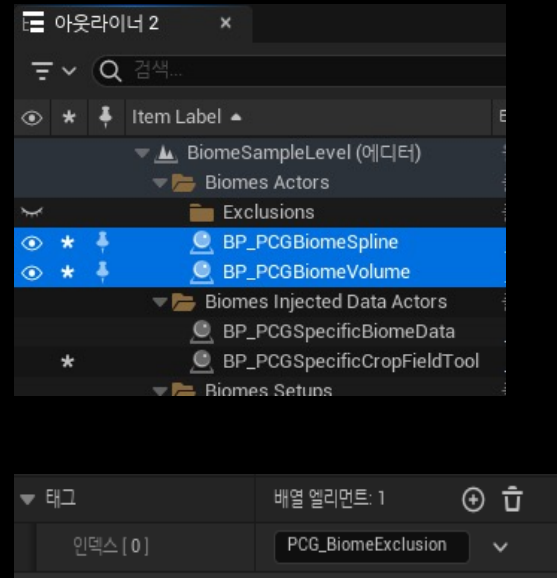 아웃라이너 2
검색...
Item Label
BiomeSampleLevel (에디터)
Biomes Actors
Exclusions
BP_PCGBiomeSpline
BP_PCGBiomeVolume
Biomes Injected Data Actors
BP_PCGSpecificBiomeData
BP_PCGSpecificCropFieldTool
Biomes Setups
태그 배열 엘리먼트: 1
인덱스 [ 0 ] PCG_BiomeExclusion